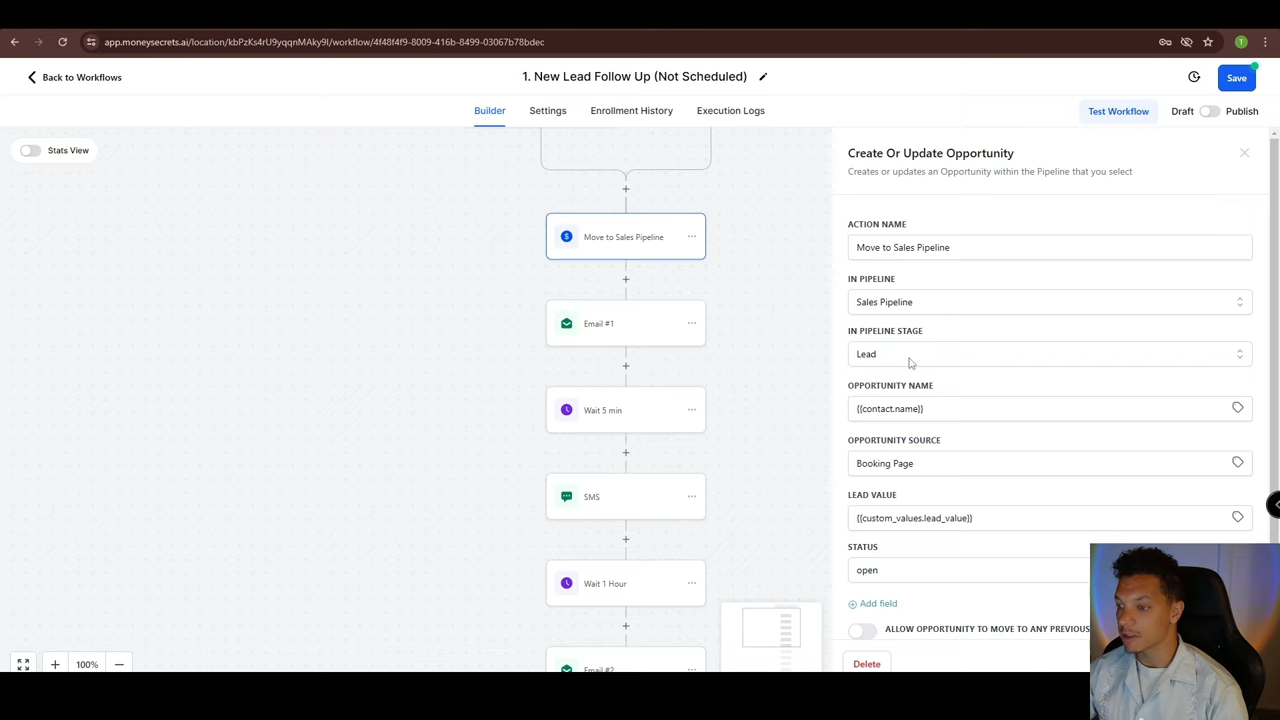 app.moneysecrets.ai/location/kbPzKs4rU9yqqnMAky9I/workflow/4f48f4f9-8009-416b-8499-03067b78bdec
Back to Workflows
1. New Lead Follow Up (Not Scheduled)
Save
Builder
Settings
Enrollment History
Execution Logs
Test Workflow
Draft
Publish
Stats View
Move to Sales Pipeline
Email #1
Wait 5 min
SMS
Wait 1 Hour
Email #2
100%
Create Or Update Opportunity
Creates or updates an Opportunity within the Pipeline that you select
ACTION NAME
Move to Sales Pipeline
IN PIPELINE
Sales Pipeline
IN PIPELINE STAGE
Lead
OPPORTUNITY NAME
{{contact.name}}
OPPORTUNITY SOURCE
Booking Page
LEAD VALUE
{{custom_values.lead_value}}
STATUS
open
Add field
ALLOW OPPORTUNITY TO MOVE TO ANY PREVIOUS
Delete